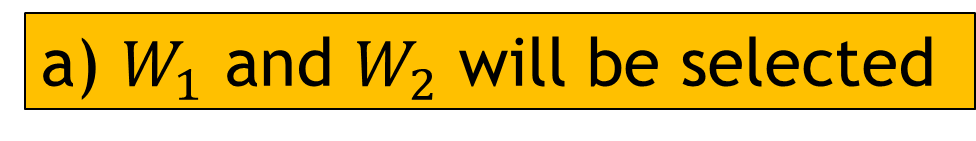 a) W₁ and W₂ will be selected